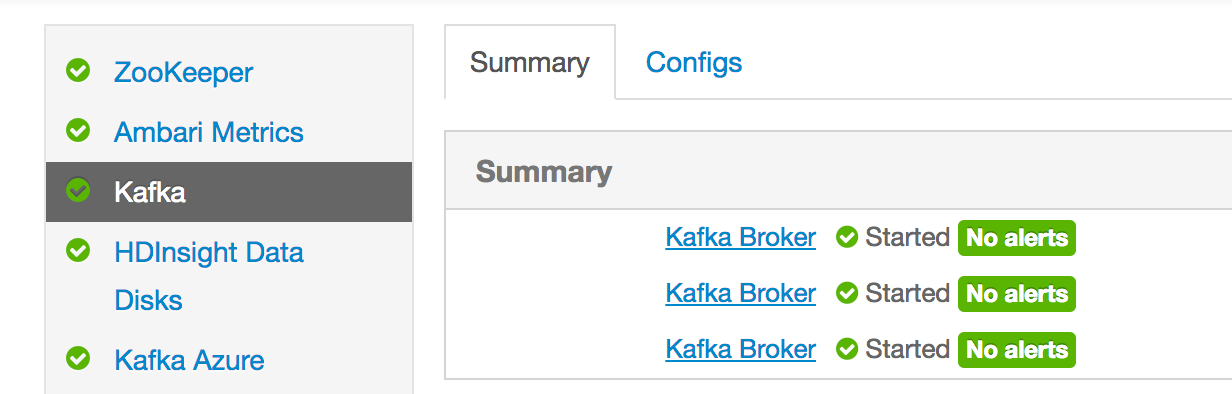 ZooKeeper
Ambari Metrics
Kafka
HDInsight Data
Disks
Kafka Azure
Summary Configs
Summary
Kafka Broker Started No alerts
Kafka Broker Started No alerts
Kafka Broker Started No alerts